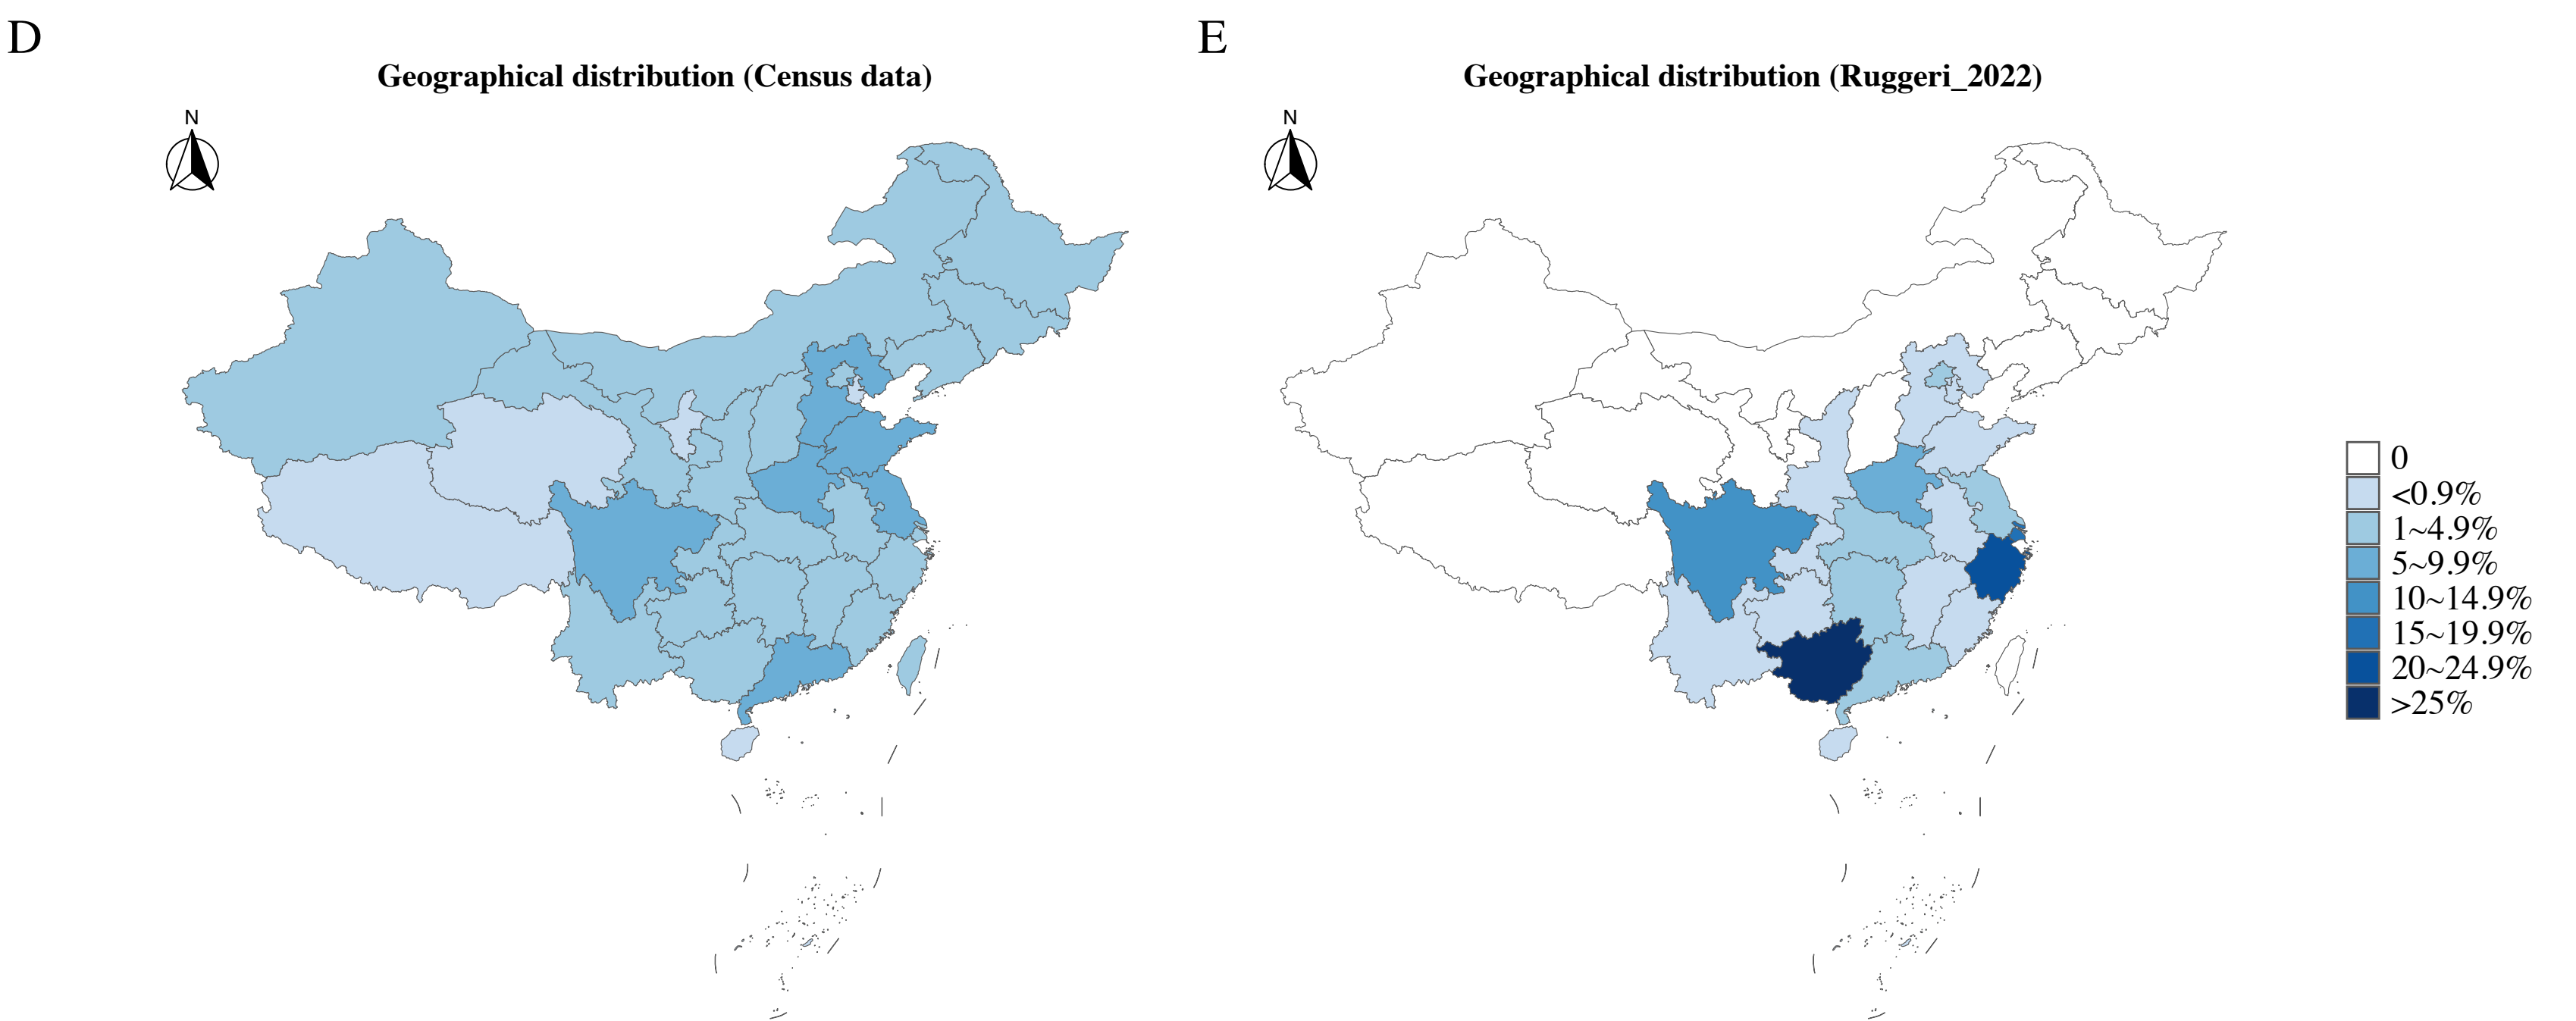 D
E
Geographical distribution (Census data)
Geographical distribution (Ruggeri_2022)
N
N
0
<0.9%
1~4.9%
5~9.9%
10~14.9%
15~19.9%
20~24.9%
>25%